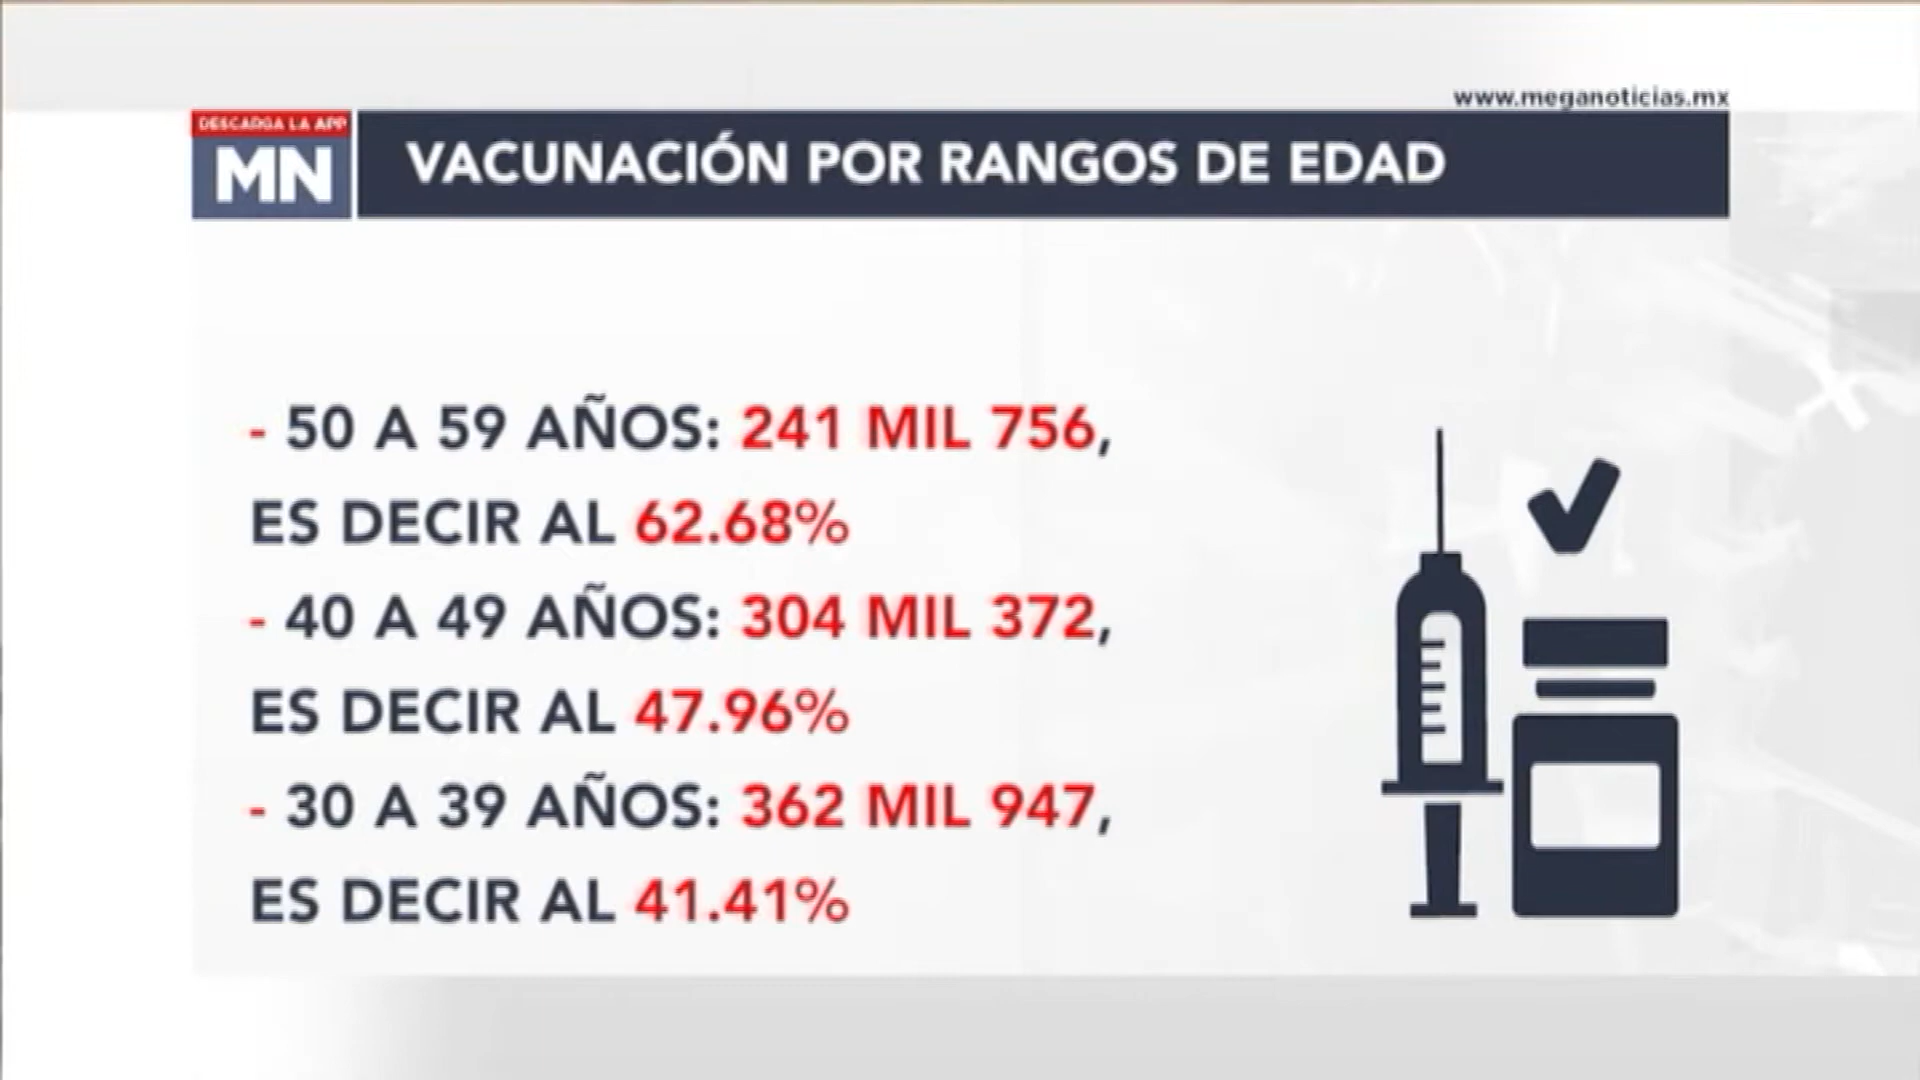 www.meganoticias.mx
DESCARGA LA APP
MN
VACUNACIÓN POR RANGOS DE EDAD
- 50 A 59 AÑOS: 241 MIL 756,
ES DECIR AL 62.68%
- 40 A 49 AÑOS: 304 MIL 372,
ES DECIR AL 47.96%
- 30 A 39 AÑOS: 362 MIL 947,
ES DECIR AL 41.41%